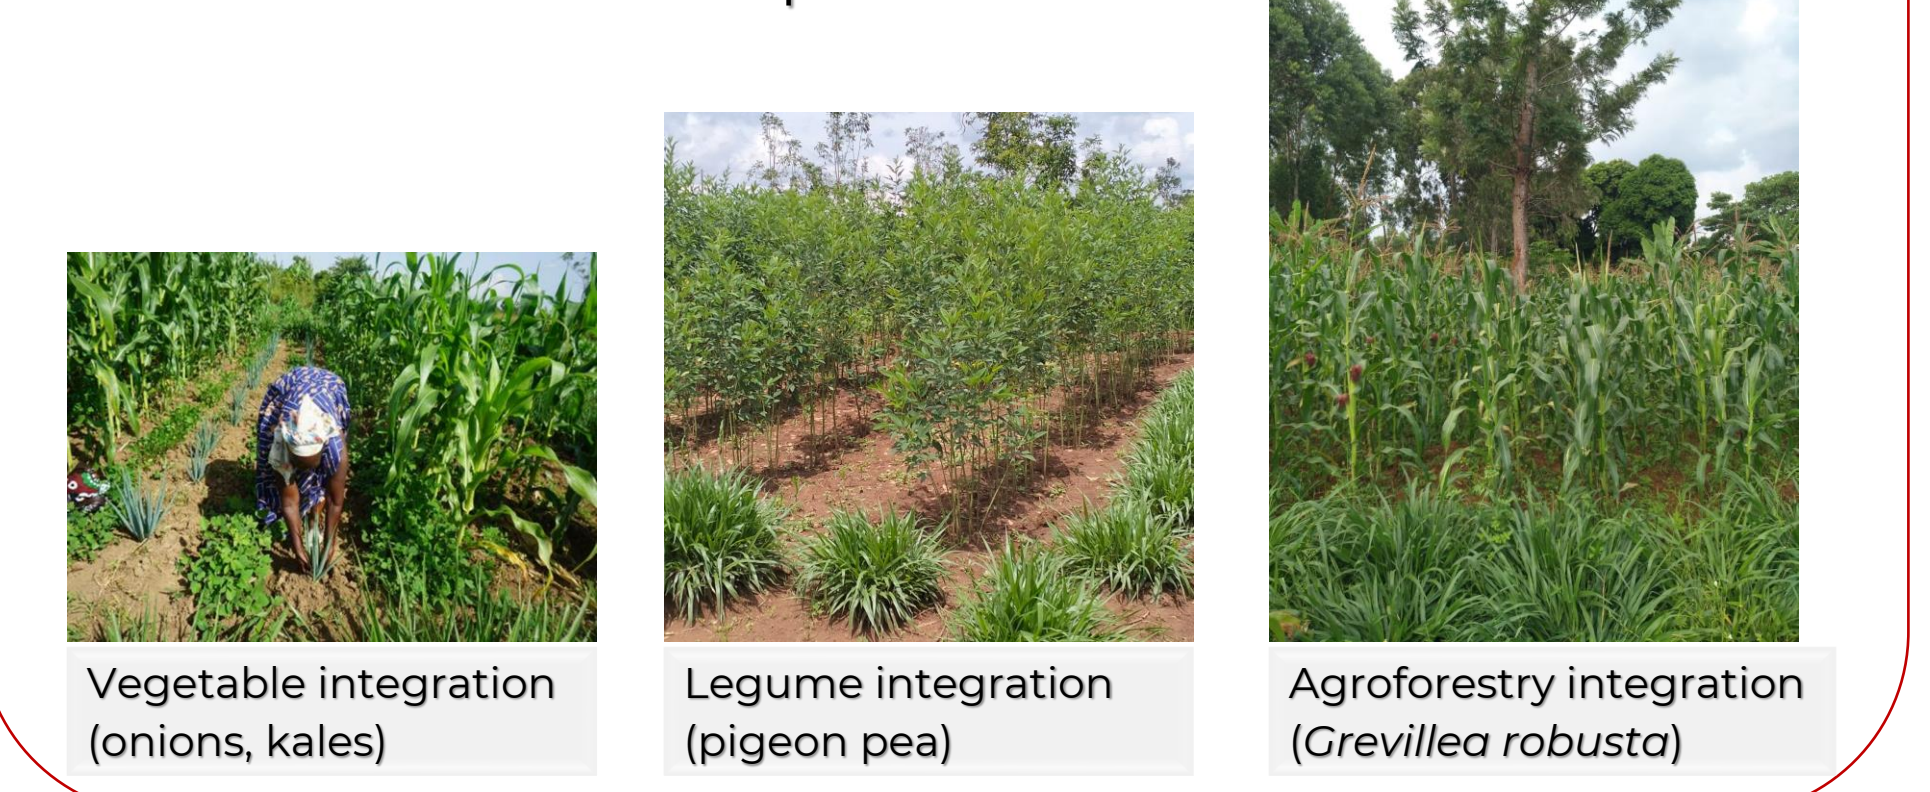 Vegetable integration
(onions, kales)
Legume integration
(pigeon pea)
Agroforestry integration
(Grevillea robusta)